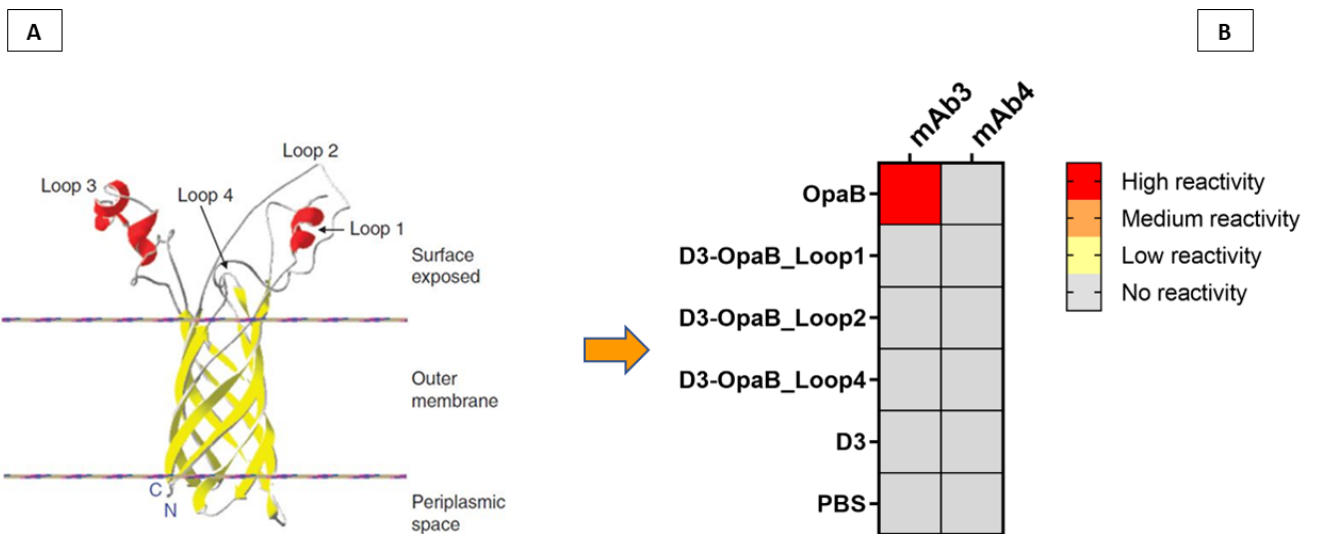 A
B
Loop 2
Loop 3
Loop 4
Loop 1
Surface
exposed
Outer
membrane
C
N
Periplasmic
space
mAb3
mAb4
OpaB
D3-OpaB_Loop1
D3-OpaB_Loop2
D3-OpaB_Loop4
D3
PBS
High reactivity
Medium reactivity
Low reactivity
No reactivity